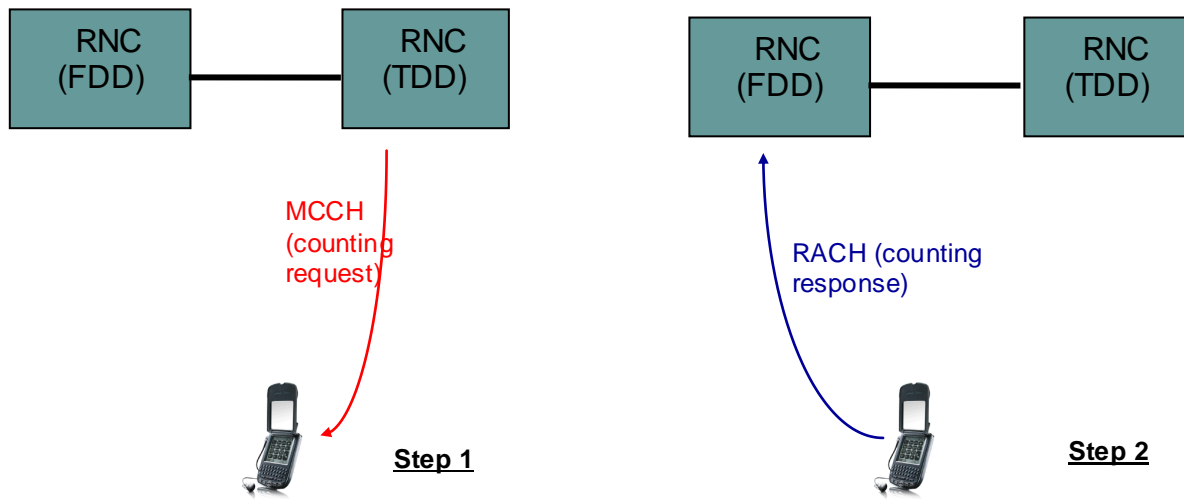 RNC
(FDD)
RNC
(TDD)
MCCH
(counting
request)
Step 1
RNC
(FDD)
RNC
(TDD)
RACH (counting
response)
Step 2